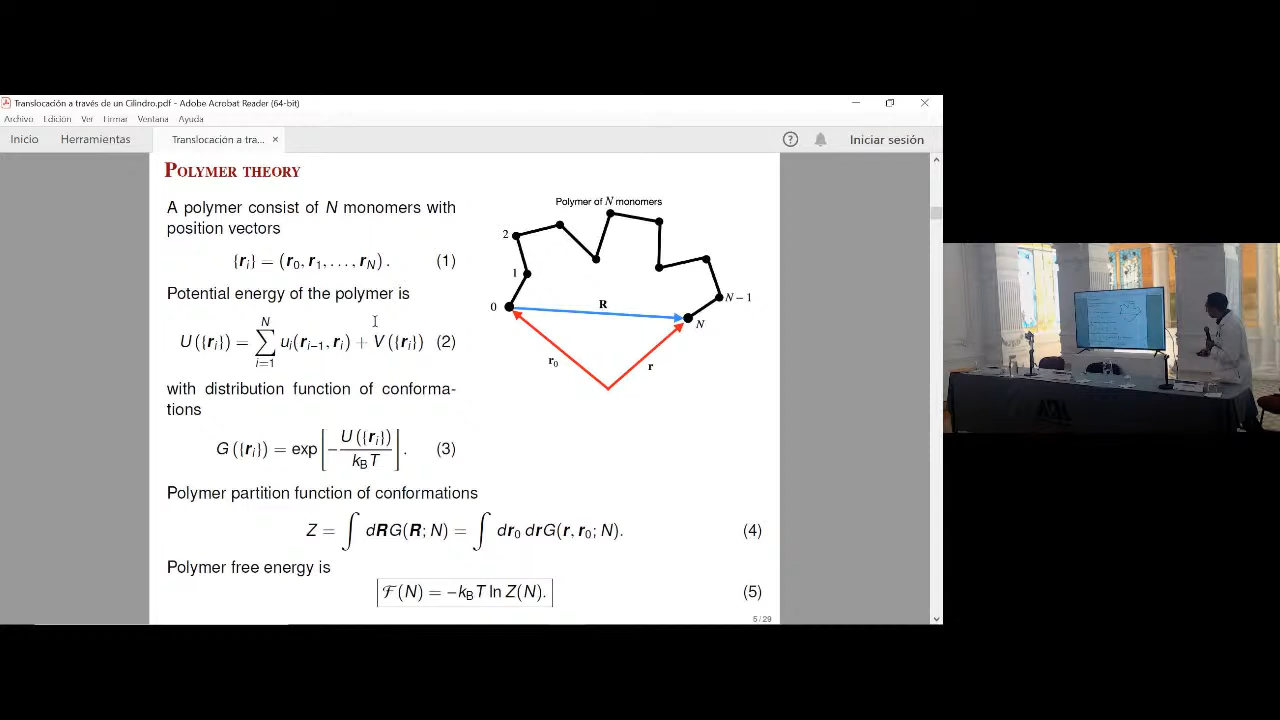 Translocación a través de un Cilindro.pdf - Adobe Acrobat Reader (64-bit)
Archivo Edición Ver Firmar Ventana Ayuda
Inicio Herramientas Translocación a tra... × Iniciar sesión
POLYMER THEORY
A polymer consist of N monomers with
position vectors
{r_i} = (r_0, r_1, . . . , r_N) . (1)
Potential energy of the polymer is
U({r_i}) = ∑_{i=1}^{N} u_i(r_{i−1}, r_i) + V({r_i}) (2)
with distribution function of conforma-
tions
G({r_i}) = exp[−U({r_i})/k_B T]. (3)
Polymer of N monomers
2
1
0
R
N − 1
N
r_0
r
Polymer partition function of conformations
Z = ∫ dR G(R; N) = ∫ dr_0 dr G(r, r_0; N). (4)
Polymer free energy is
ℱ(N) = −k_B T ln Z(N). (5)
5 / 29